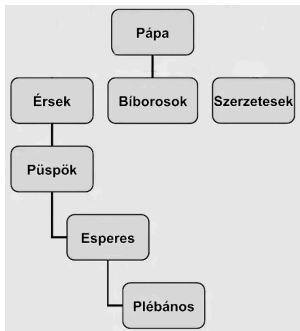 Pápa
Érsek
Bíborosok
Szerzetesek
Püspök
Esperes
Plébános